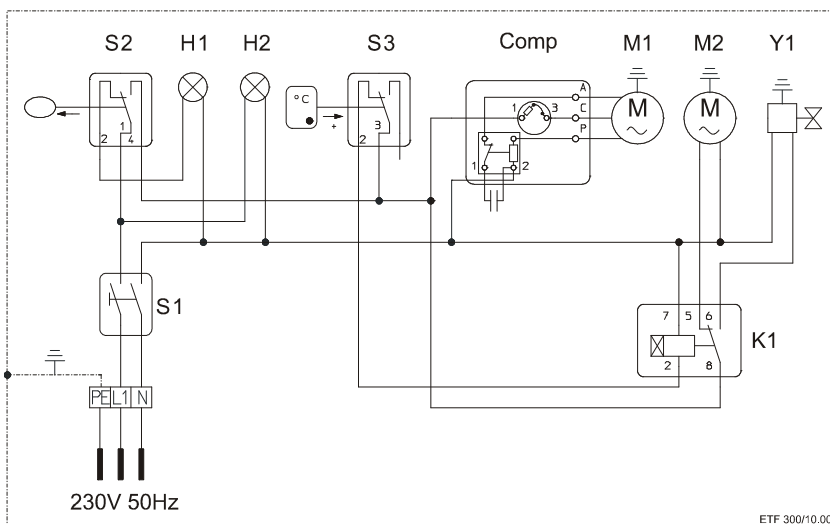 S2 H1 H2 S3 Comp M1 M2 Y1
A
°C 1 3 C M M
1 3 + P ~ ~
2 4 2 1 2
S1 7 5 6
K1
2 8
PE L1 N
230V 50Hz
ETF 300/10.00